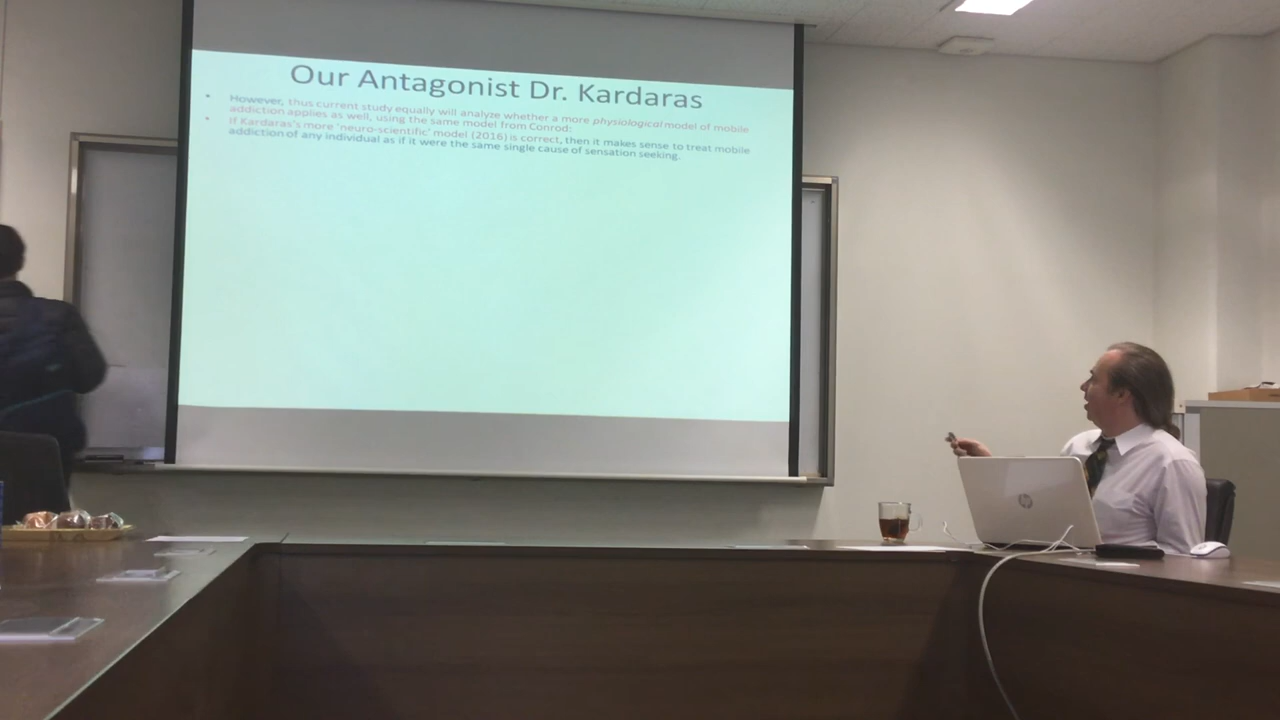 Our Antagonist Dr. Kardaras
• However, thus current study equally will analyze whether a more physiological model of mobile
addiction applies as well, using the same model from Conrod:
• If Kardaras's more 'neuro-scientific' model (2016) is correct, then it makes sense to treat mobile
addiction of any individual as if it were the same single cause of sensation seeking.
hp